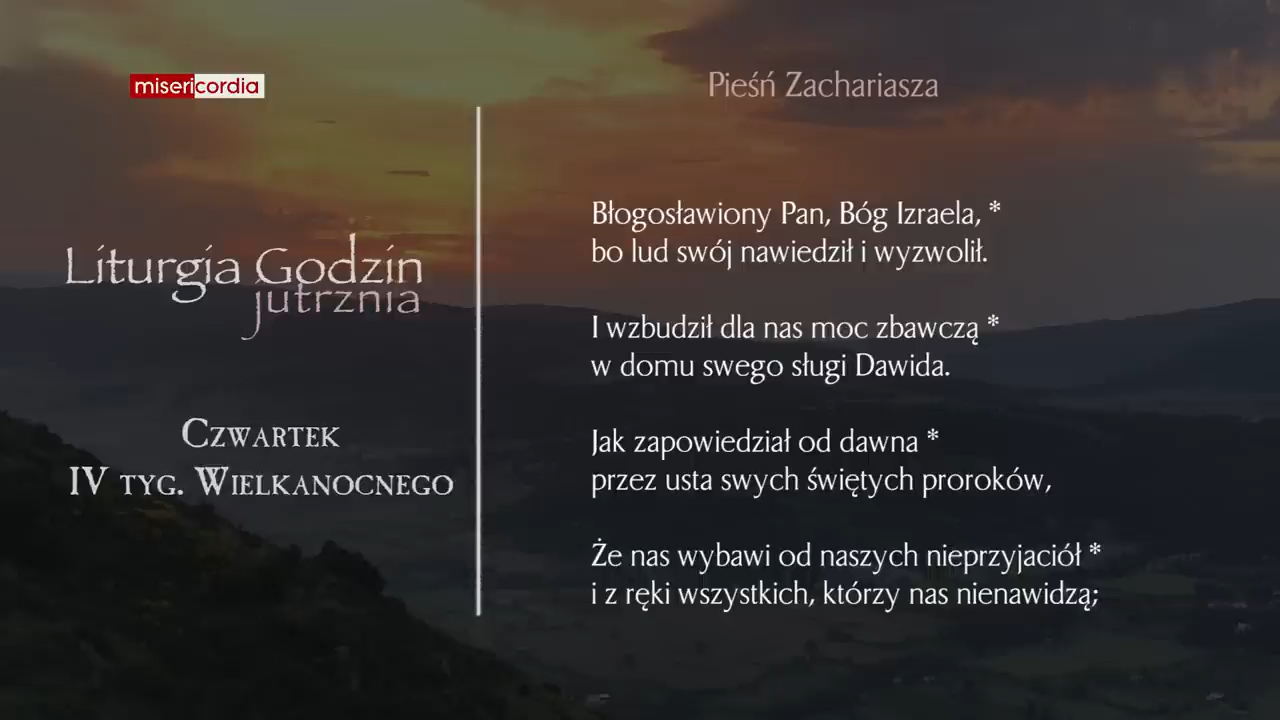 misericordia
Liturgia Godzin
jutrznia
Czwartek
IV tyg. Wielkanocnego
Pieśń Zachariasza
Błogosławiony Pan, Bóg Izraela, *
bo lud swój nawiedził i wyzwolił.
I wzbudził dla nas moc zbawczą *
w domu swego sługi Dawida.
Jak zapowiedział od dawna *
przez usta swych świętych proroków,
Że nas wybawi od naszych nieprzyjaciół *
i z ręki wszystkich, którzy nas nienawidzą;